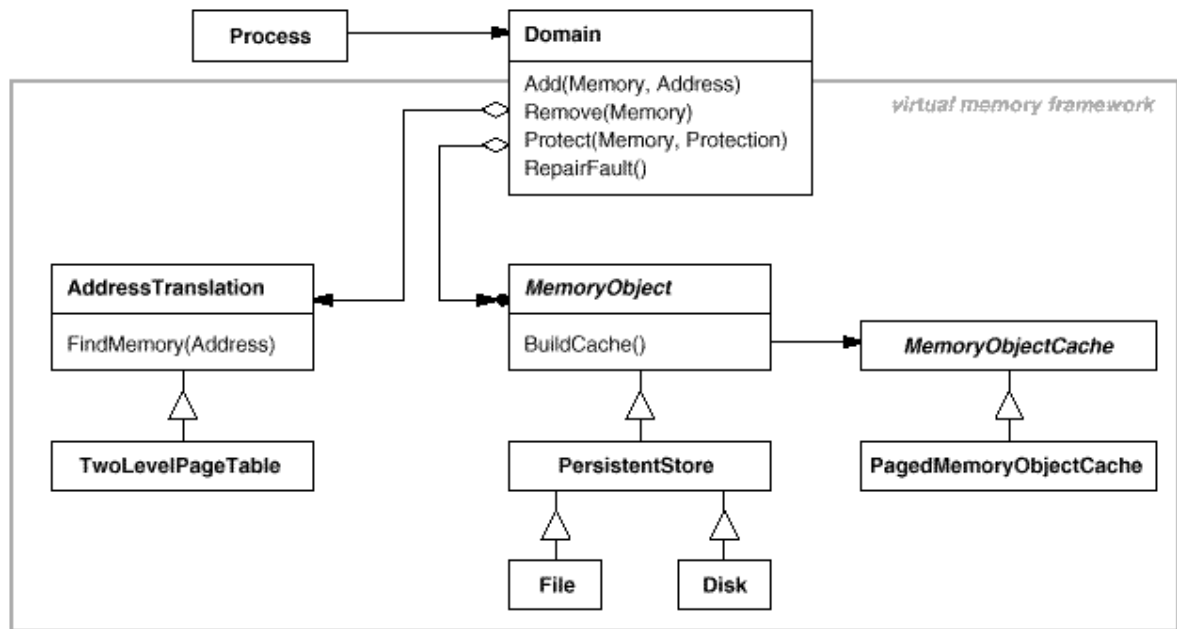 Process
Domain
Add(Memory, Address)
Remove(Memory)
Protect(Memory, Protection)
RepairFault()
virtual memory framework
AddressTranslation
FindMemory(Address)
MemoryObject
BuildCache()
MemoryObjectCache
TwoLevelPageTable
PersistentStore
PagedMemoryObjectCache
File
Disk